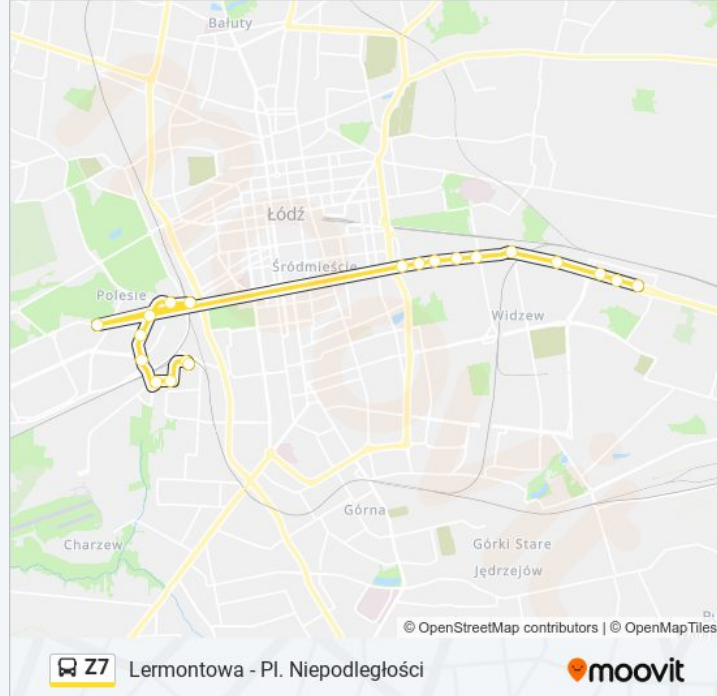 Bałuty
Łódź
Śródmieście
Polesie
Widzew
Górna
Charzew
Górki Stare
Jędrzejów
© OpenStreetMap contributors | © OpenMapTiles
Z7 Lermontowa - Pl. Niepodległości
moovit